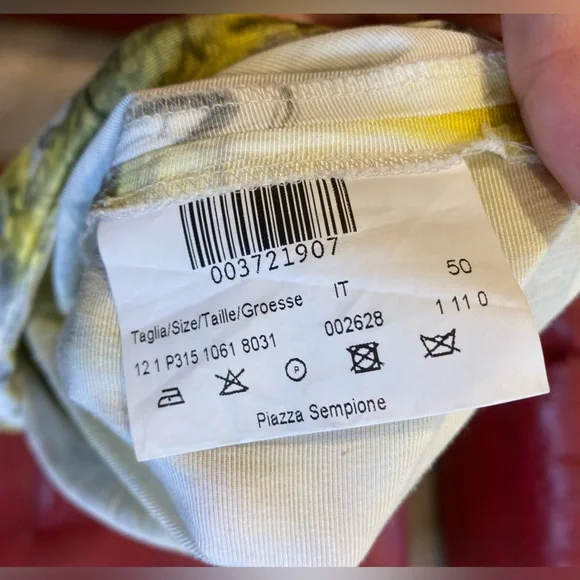 003721907
Taglia/Size/Taille/Groesse IT 50
12 1 P315 1061 8031 002628 1 11 0
P
Piazza Sempione